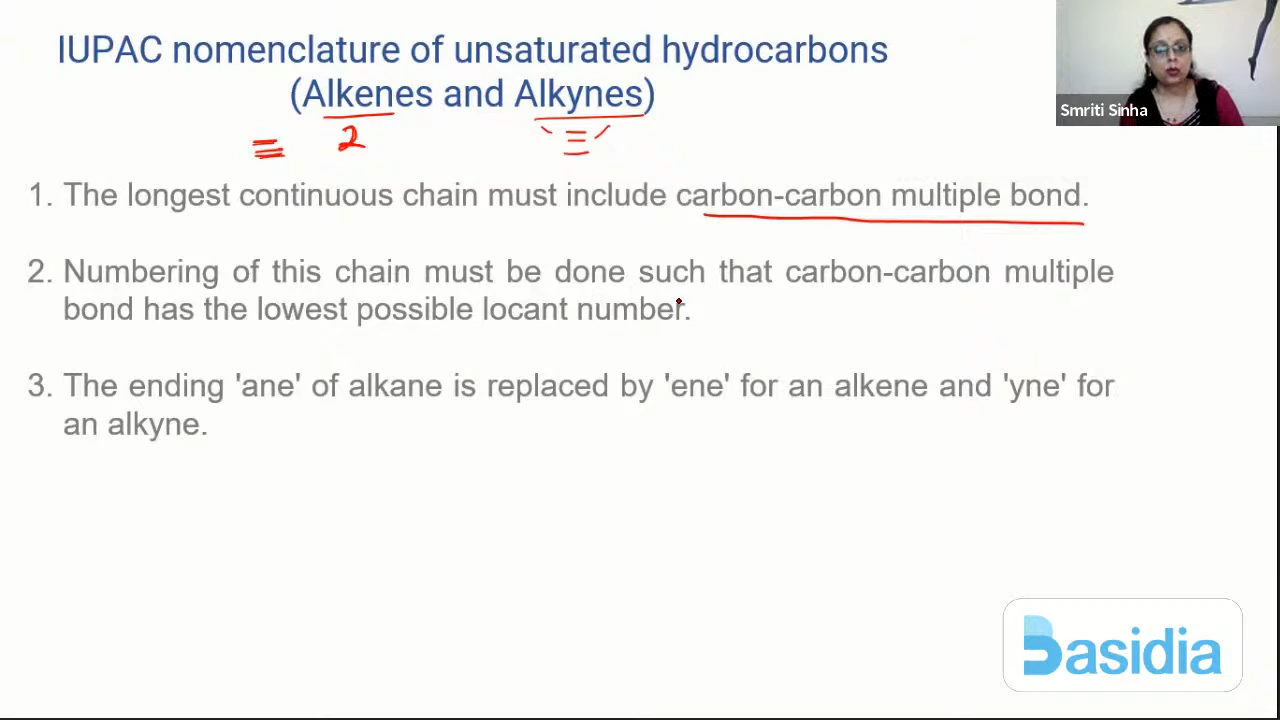 IUPAC nomenclature of unsaturated hydrocarbons
(Alkenes and Alkynes)
Smriti Sinha
2
1. The longest continuous chain must include carbon-carbon multiple bond.
2. Numbering of this chain must be done such that carbon-carbon multiple
bond has the lowest possible locant number.
3. The ending 'ane' of alkane is replaced by 'ene' for an alkene and 'yne' for
an alkyne.
Basidia